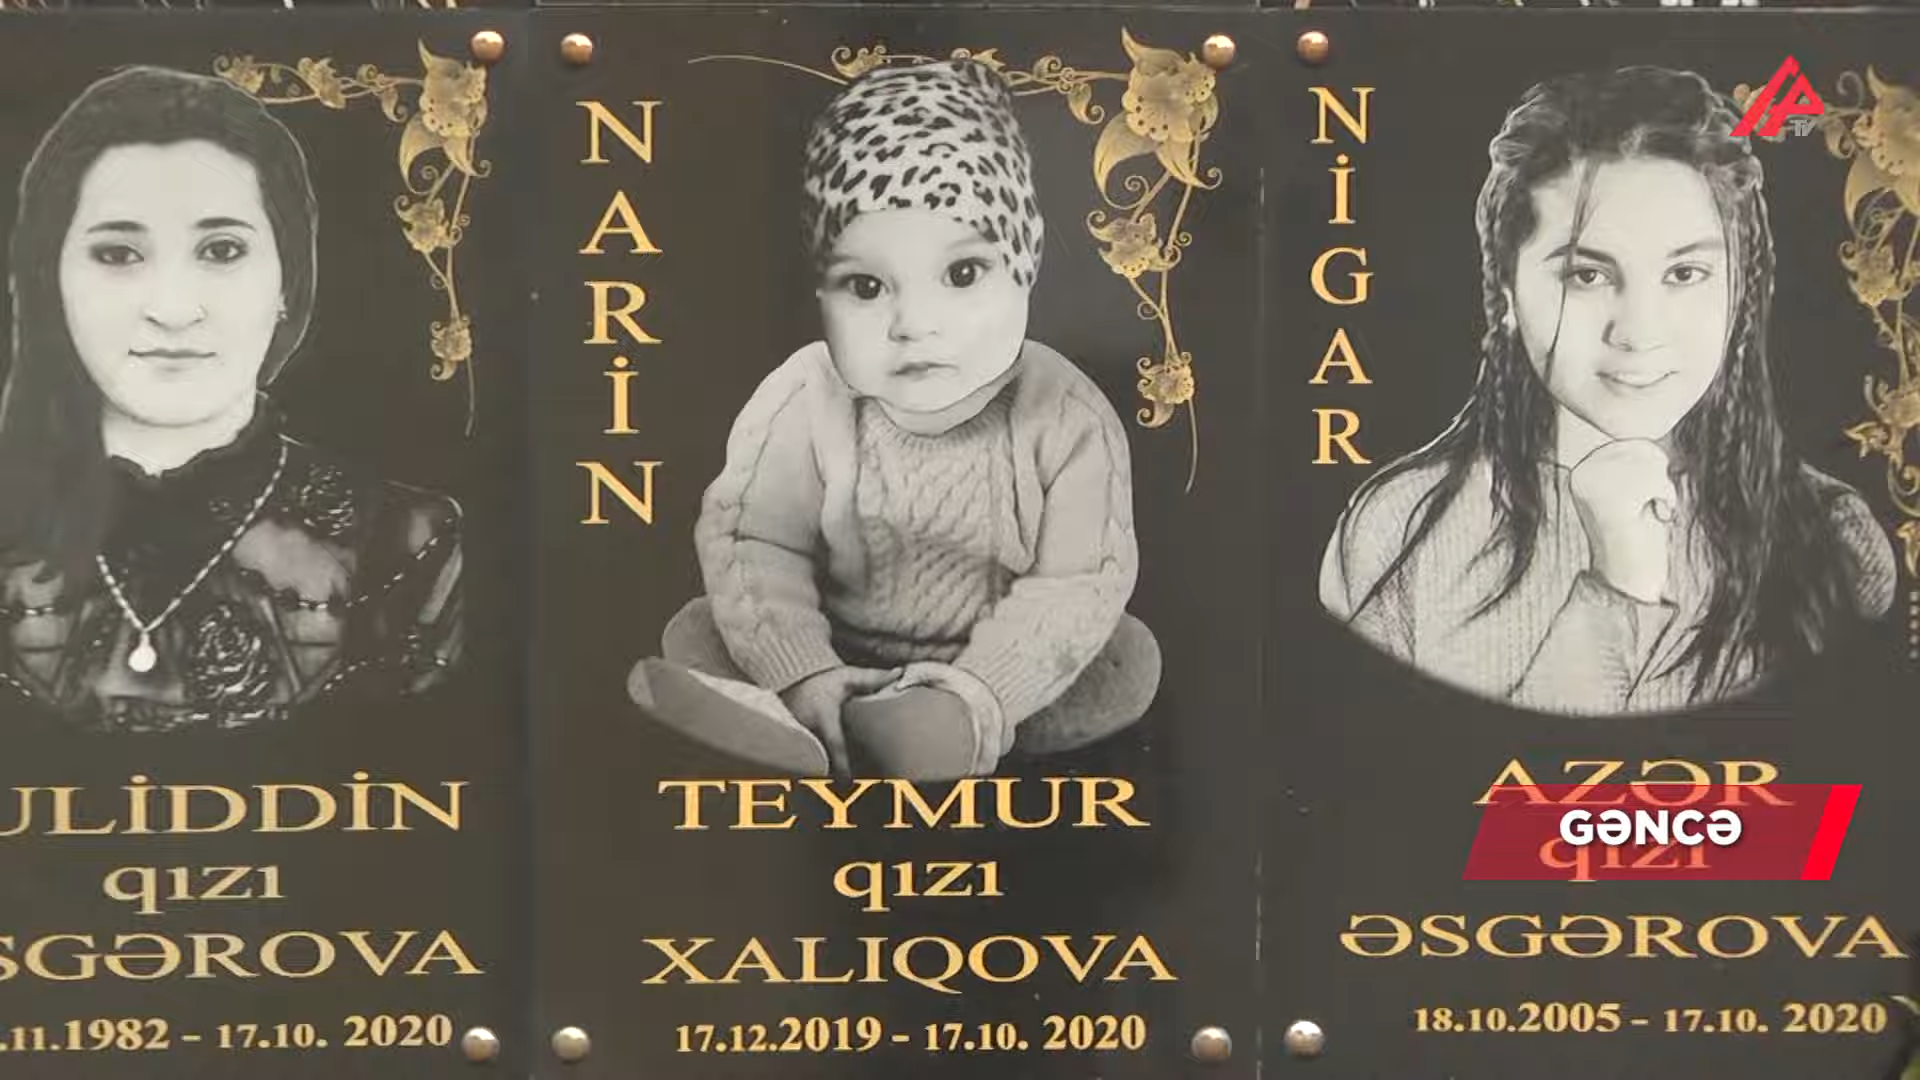 ULİDDİN
qızı
SGƏROVA
.11.1982 - 17.10. 2020
NARİN
TEYMUR
qızı
XALIQOVA
17.12.2019 - 17.10. 2020
NİGAR
AZƏR
qızı
ƏSGƏROVA
18.10.2005 - 17.10. 2020
TV
GƏNCƏ